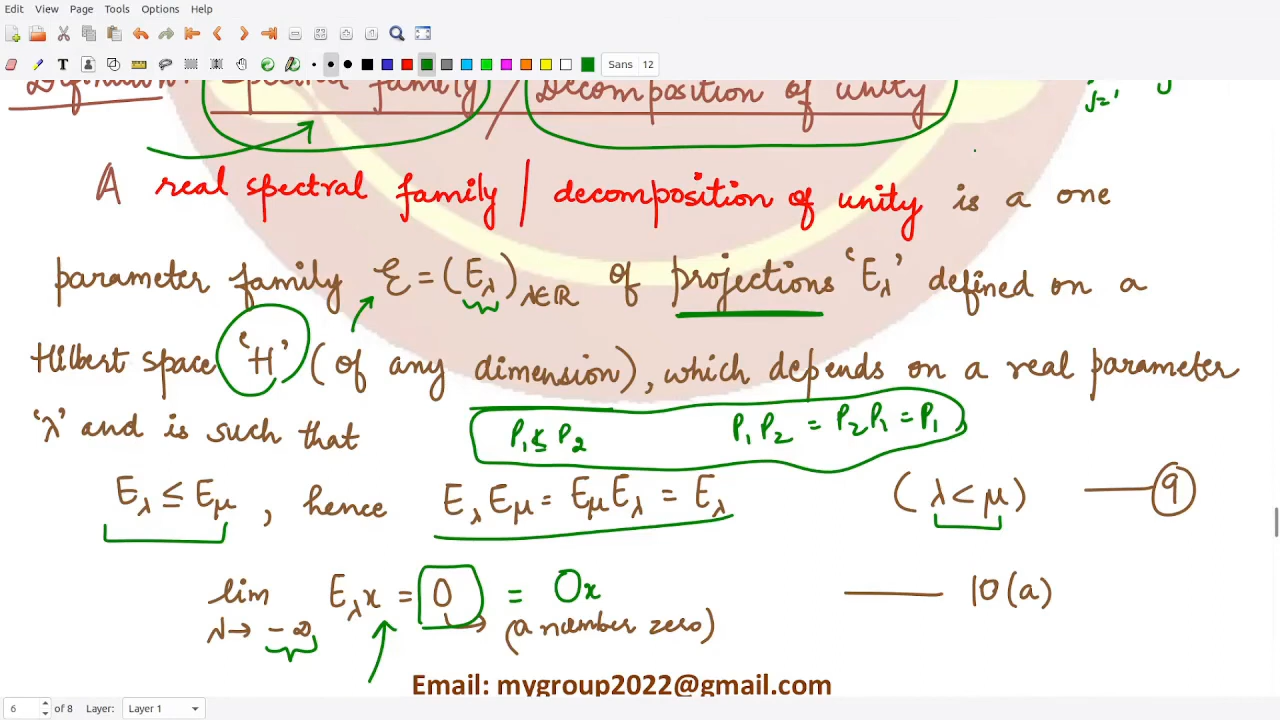 Edit View Page Tools Options Help
Sans 12
Definition: Spectral family / Decomposition of unity
A real spectral family / decomposition of unity is a one
parameter family Ɛ = (Eλ)λ∈ℝ of projections 'Eλ' defined on a
Hilbert space 'H' (of any dimension), which depends on a real parameter
'λ' and is such that
P₁ ≤ P₂ P₁P₂ = P₂P₁ = P₁
Eλ ≤ Eμ, hence EλEμ = EμEλ = Eλ (λ < μ) — 9
lim Eλx = 0 = 0x — 10(a)
λ→ -∞ (a number zero)
Email: mygroup2022@gmail.com
6 of 8 Layer: Layer 1